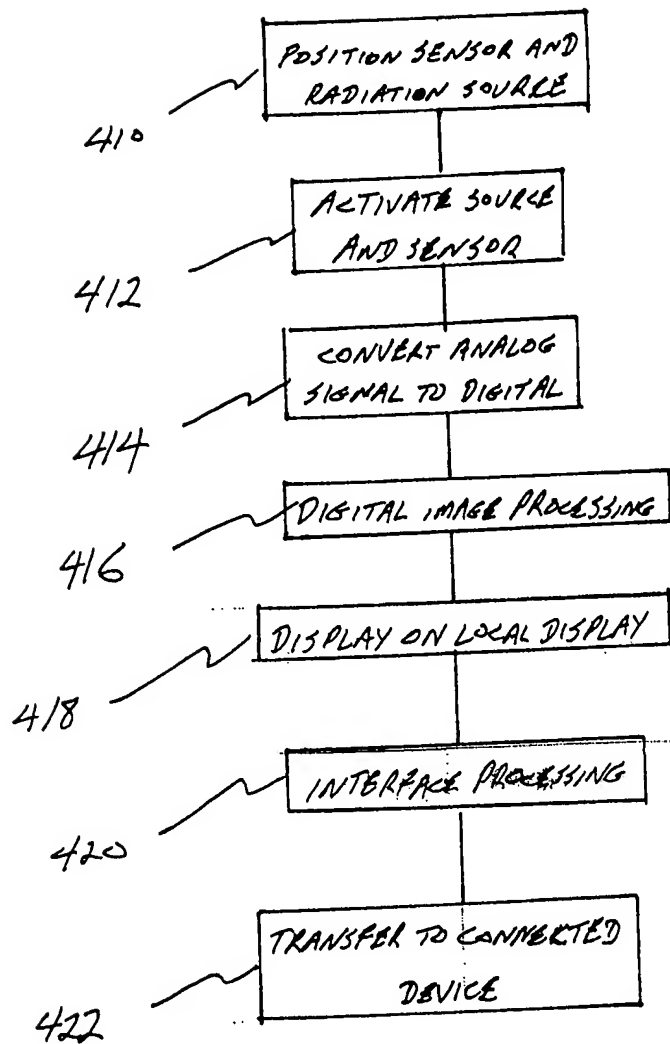 POSITION SENSOR AND
RADIATION SOURCE
410
ACTIVATE SOURCE
AND SENSOR
412
CONVERT ANALOG
SIGNAL TO DIGITAL
414
DIGITAL IMAGE PROCESSING
416
DISPLAY ON LOCAL DISPLAY
418
INTERFACE PROCESSING
420
TRANSFER TO CONNECTED
DEVICE
422